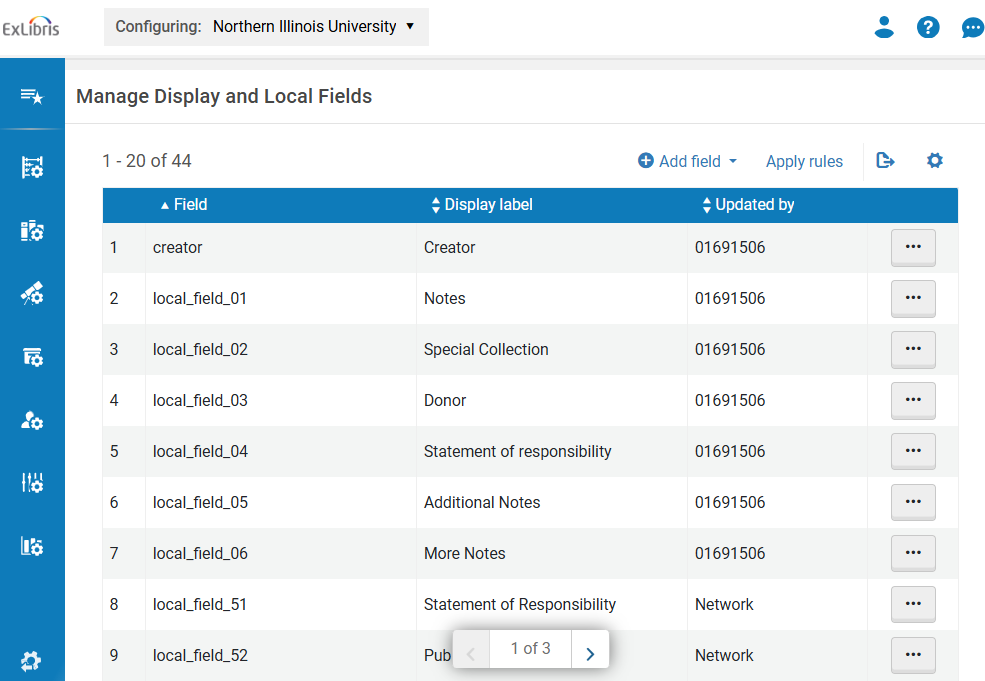 ExLibris Configuring: Northern Illinois University
Manage Display and Local Fields
1 - 20 of 44 Add field Apply rules
Field Display label Updated by
1 creator Creator 01691506
2 local_field_01 Notes 01691506
3 local_field_02 Special Collection 01691506
4 local_field_03 Donor 01691506
5 local_field_04 Statement of responsibility 01691506
6 local_field_05 Additional Notes 01691506
7 local_field_06 More Notes 01691506
8 local_field_51 Statement of Responsibility Network
9 local_field_52 Pub Network
1 of 3